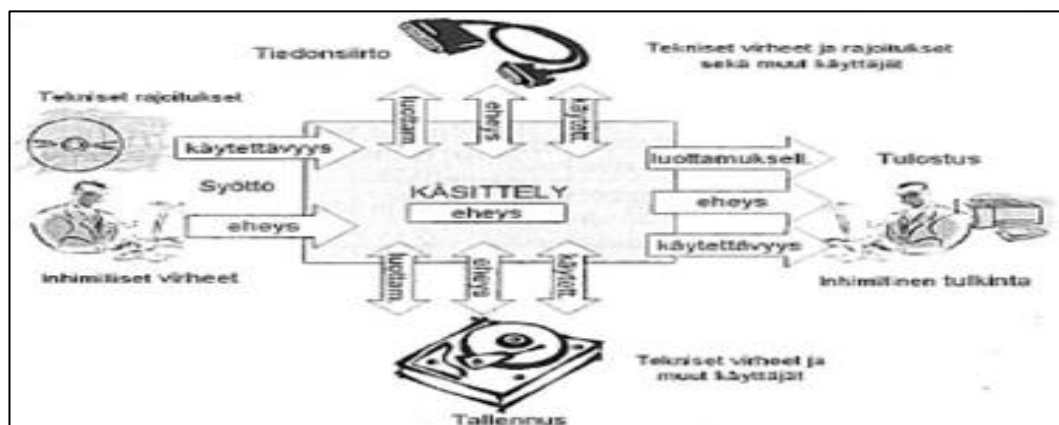 Tiedonsiirto
Tekniset virheet ja rajoitukset
sekä muut käyttäjät
Tekniset rajoitukset
luottam.
eheys
käytett.
käytettävyys
luottamuksell.
Tulostus
Syöttö
KÄSITTELY
eheys
eheys
eheys
käytettävyys
Inhimilliset virheet
luottam.
eheys
käytett.
Inhimillinen tulkinta
Tekniset virheet ja
muut käyttäjät
Tallennus